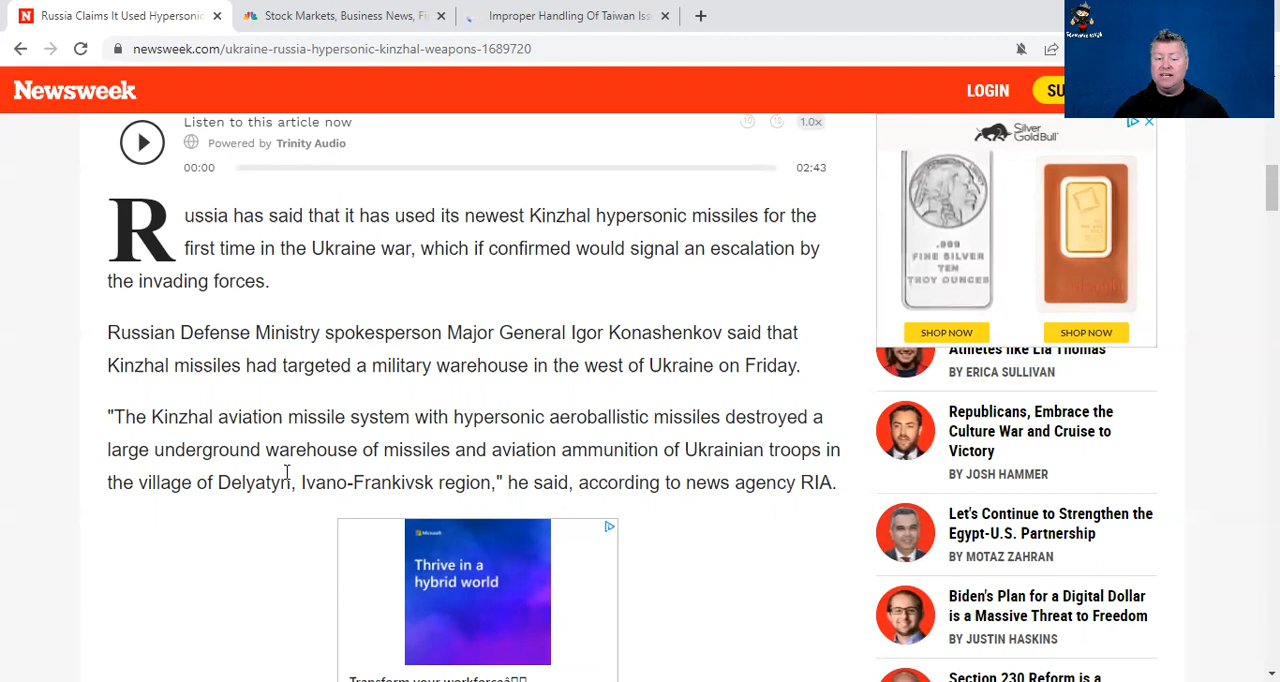 Russia Claims It Used Hypersonic
Stock Markets, Business News, Fi
Improper Handling Of Taiwan Iss
newsweek.com/ukraine-russia-hypersonic-kinzhal-weapons-1689720
Newsweek
LOGIN
SU
Listen to this article now
10
10
1.0x
Powered by Trinity Audio
00:00
02:43
Russia has said that it has used its newest Kinzhal hypersonic missiles for the
first time in the Ukraine war, which if confirmed would signal an escalation by
the invading forces.
Russian Defense Ministry spokesperson Major General Igor Konashenkov said that
Kinzhal missiles had targeted a military warehouse in the west of Ukraine on Friday.
"The Kinzhal aviation missile system with hypersonic aeroballistic missiles destroyed a
large underground warehouse of missiles and aviation ammunition of Ukrainian troops in
the village of Delyatyn, Ivano-Frankivsk region," he said, according to news agency RIA.
Microsoft
Thrive in a
hybrid world
Silver
Gold Bull
.999
FINE SILVER
TEN
TROY OUNCES
SHOP NOW
SHOP NOW
Athletes like Lia Thomas
BY ERICA SULLIVAN
Republicans, Embrace the
Culture War and Cruise to
Victory
BY JOSH HAMMER
Let's Continue to Strengthen the
Egypt-U.S. Partnership
BY MOTAZ ZAHRAN
Biden's Plan for a Digital Dollar
is a Massive Threat to Freedom
BY JUSTIN HASKINS
Section 230 Reform is a